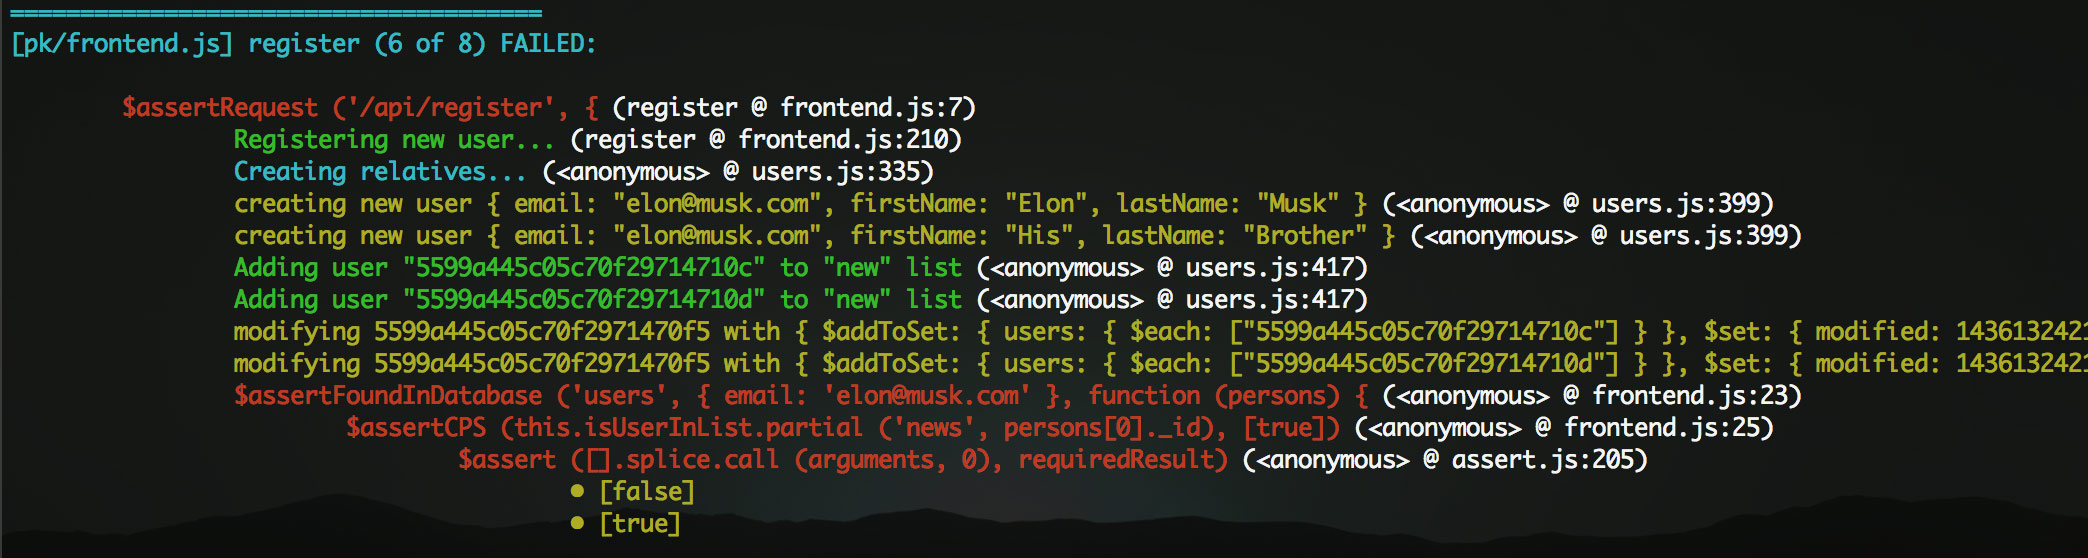 [pk/frontend.js] register (6 of 8) FAILED:
$assertRequest ('/api/register', { (register @ frontend.js:7)
Registering new user... (register @ frontend.js:210)
Creating relatives... (<anonymous> @ users.js:335)
creating new user { email: "elon@musk.com", firstName: "Elon", lastName: "Musk" } (<anonymous> @ users.js:399)
creating new user { email: "elon@musk.com", firstName: "His", lastName: "Brother" } (<anonymous> @ users.js:399)
Adding user "5599a445c05c70f29714710c" to "new" list (<anonymous> @ users.js:417)
Adding user "5599a445c05c70f29714710d" to "new" list (<anonymous> @ users.js:417)
modifying 5599a445c05c70f2971470f5 with { $addToSet: { users: { $each: ["5599a445c05c70f29714710c"] } }, $set: { modified: 1436132421
modifying 5599a445c05c70f2971470f5 with { $addToSet: { users: { $each: ["5599a445c05c70f29714710d"] } }, $set: { modified: 1436132421
$assertFoundInDatabase ('users', { email: 'elon@musk.com' }, function (persons) { (<anonymous> @ frontend.js:23)
$assertCPS (this.isUserInList.partial ('news', persons[0]._id), [true]) (<anonymous> @ frontend.js:25)
$assert ([].splice.call (arguments, 0), requiredResult) (<anonymous> @ assert.js:205)
• [false]
• [true]